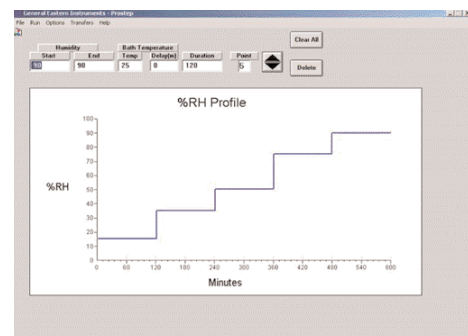 General Eastern Instruments - Prostep
File Run Options Transfers Help
Clear All
Humidity Bath Temperature
Start End Temp Delay(m) Duration Point
90 90 25 0 120 5
Delete
%RH Profile
100
90
80
70
60
50
40
30
20
10
0
%RH
0 60 120 180 240 300 360 420 480 540 600
Minutes